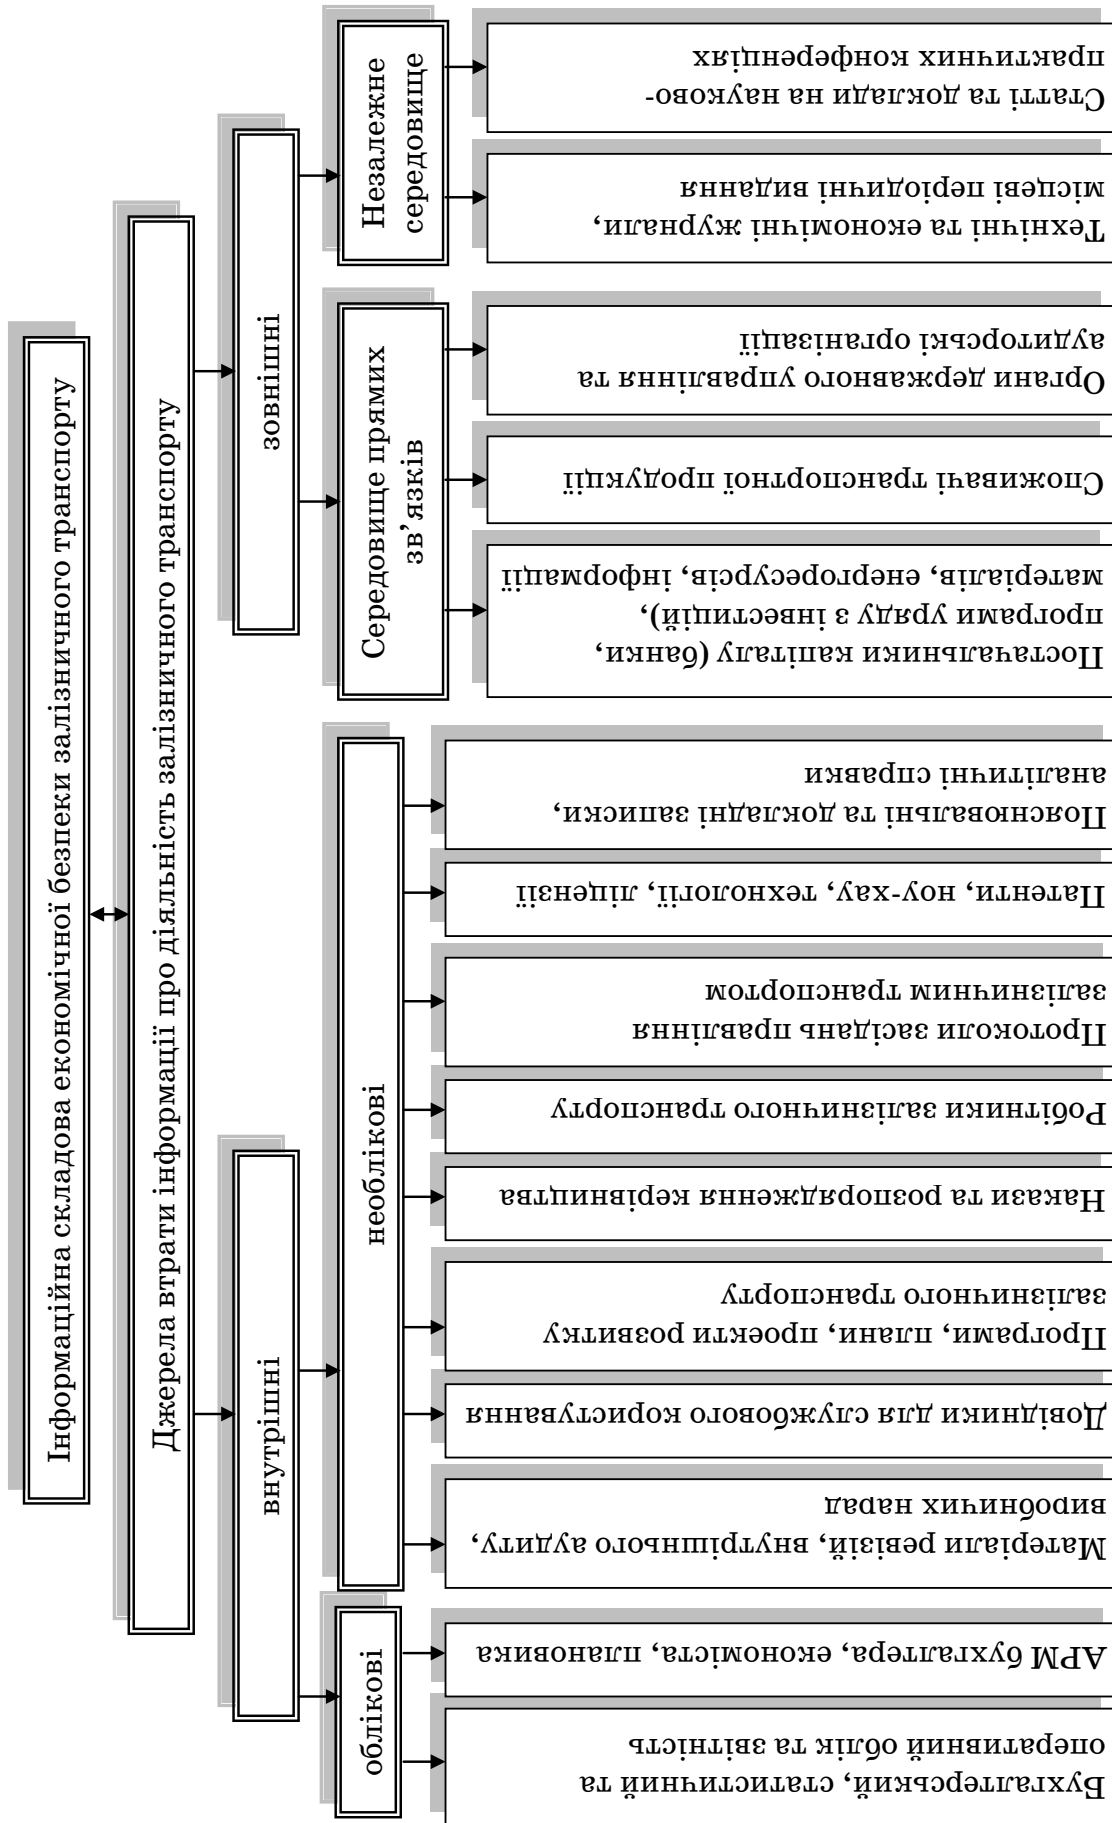 Інформаційна складова економічної безпеки залізничного транспорту
Джерела втрати інформації про діяльність залізничного транспорту
внутрішні
зовнішні
облікові
необлікові
Середовище прямих
зв’язків
Незалежне
середовище
Бухгалтерський, статистичний та
оперативний облік та звітність
АРМ бухгалтера, економіста, плановика
Матеріали ревізій, внутрішнього аудиту,
виробничих нарад
Довідники для службового користування
Програми, плани, проекти розвитку
залізничного транспорту
Накази та розпорядження керівництва
Робітники залізничного транспорту
Протоколи засідань правління
залізничним транспортом
Патенти, ноу-хау, технології, ліцензії
Пояснювальні та докладні записки,
аналітичні справки
Постачальники капіталу (банки,
програми уряду з інвестицій),
матеріалів, енергоресурсів, інформації
Споживачі транспортної продукції
Органи державного управління та
аудиторські організації
Технічні та економічні журнали,
місцеві періодичні видання
Статті та доклади на науково-
практичних конференціях